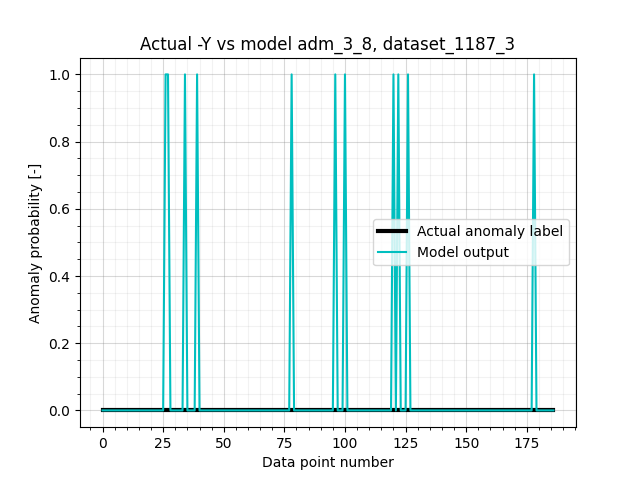 Actual -Y vs model adm_3_8, dataset_1187_3
1.0
0.8
0.6
0.4
0.2
0.0
Anomaly probability [-]
Actual anomaly label
Model output
0 25 50 75 100 125 150 175
Data point number